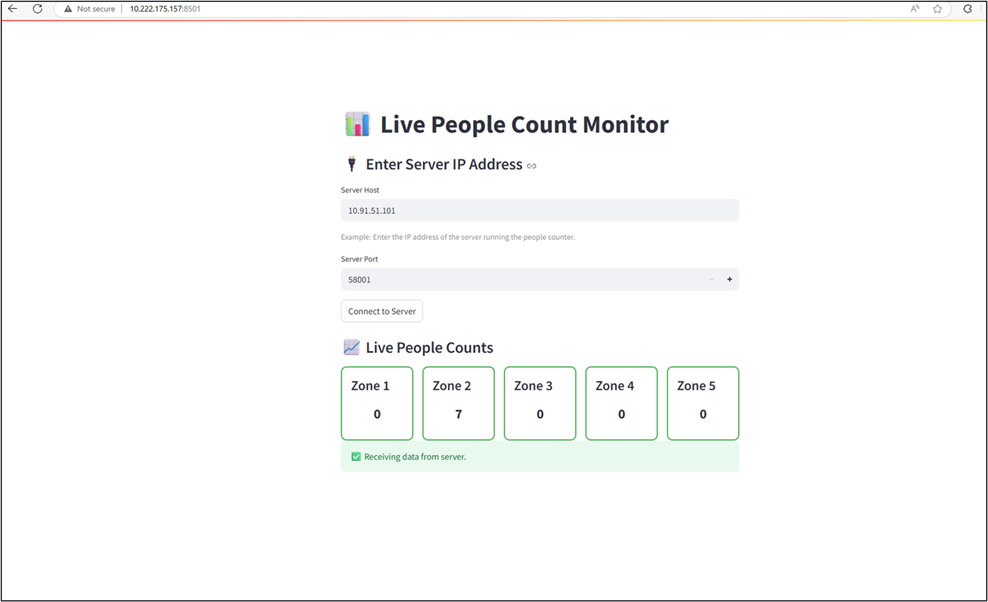 Not secure | 10.222.175.157:8501
Live People Count Monitor
Enter Server IP Address
Server Host
10.91.51.101
Example: Enter the IP address of the server running the people counter.
Server Port
58001
Connect to Server
Live People Counts
Zone 1 Zone 2 Zone 3 Zone 4 Zone 5
0 7 0 0 0
Receiving data from server.